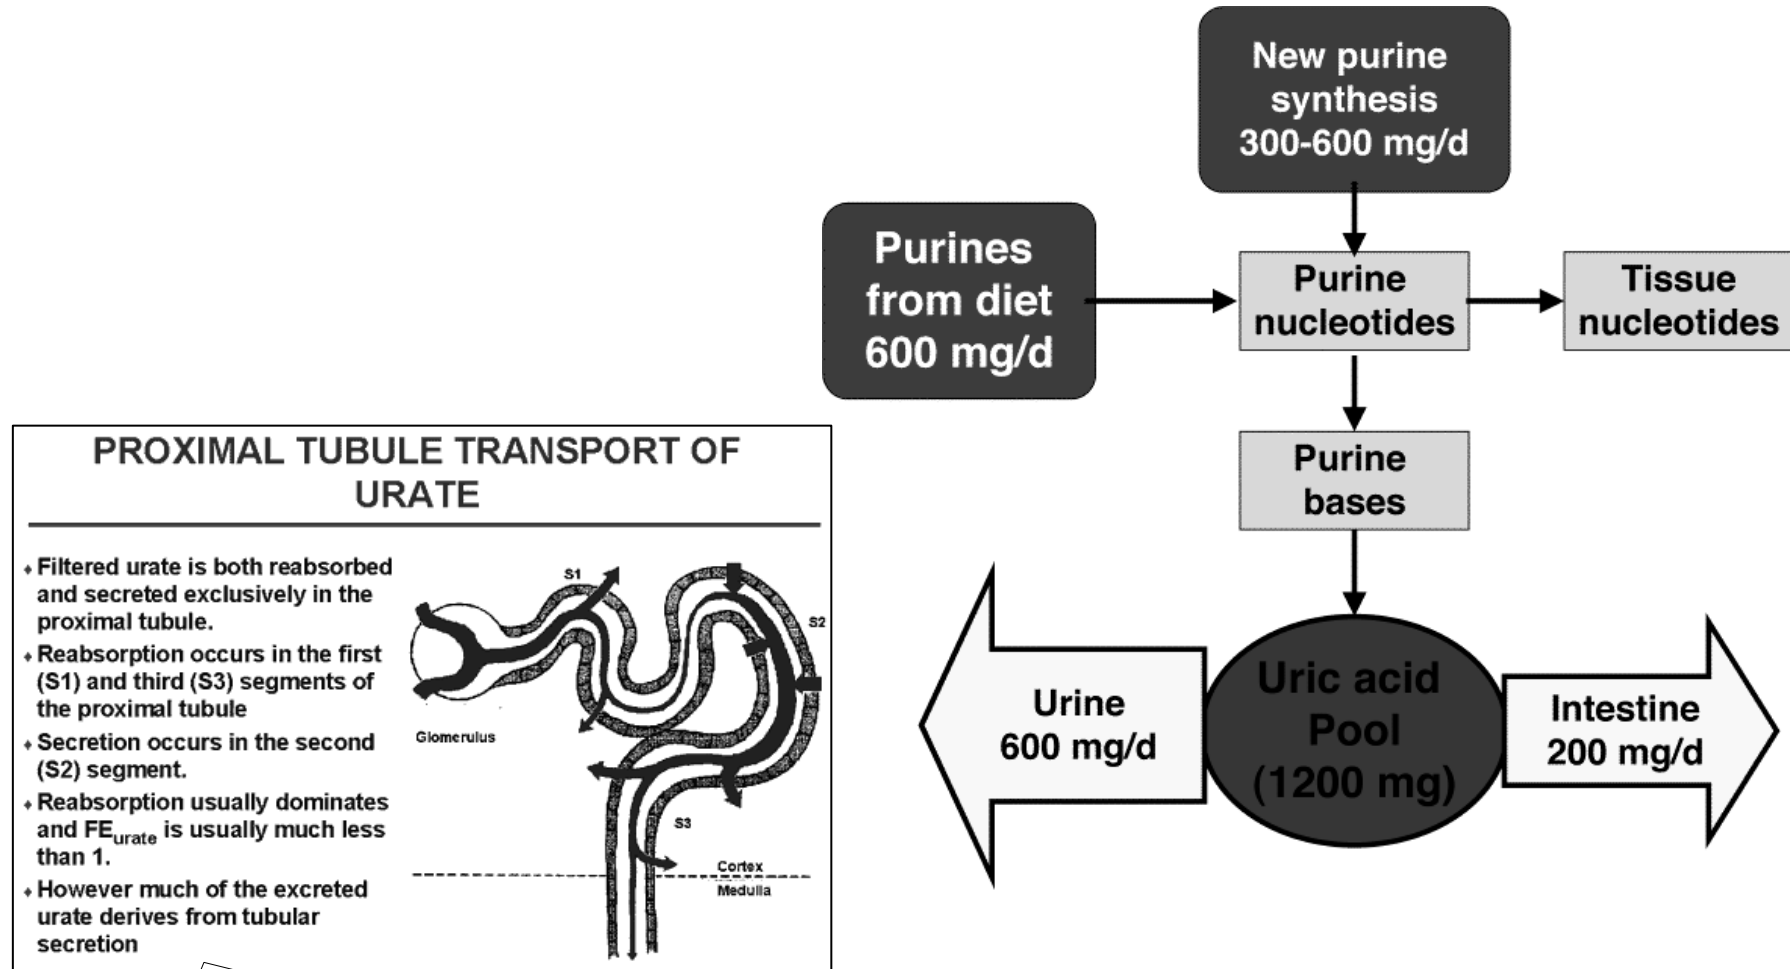 New purine
synthesis
300-600 mg/d
Purines
from diet
600 mg/d
Purine
nucleotides
Tissue
nucleotides
Purine
bases
Urine
600 mg/d
Uric acid
Pool
(1200 mg)
Intestine
200 mg/d
PROXIMAL TUBULE TRANSPORT OF
URATE
♦ Filtered urate is both reabsorbed
and secreted exclusively in the
proximal tubule.
♦ Reabsorption occurs in the first
(S1) and third (S3) segments of
the proximal tubule
♦ Secretion occurs in the second
(S2) segment.
♦ Reabsorption usually dominates
and FEurate is usually much less
than 1.
♦ However much of the excreted
urate derives from tubular
secretion
S1
S2
Glomerulus
S3
Cortex
Medulla